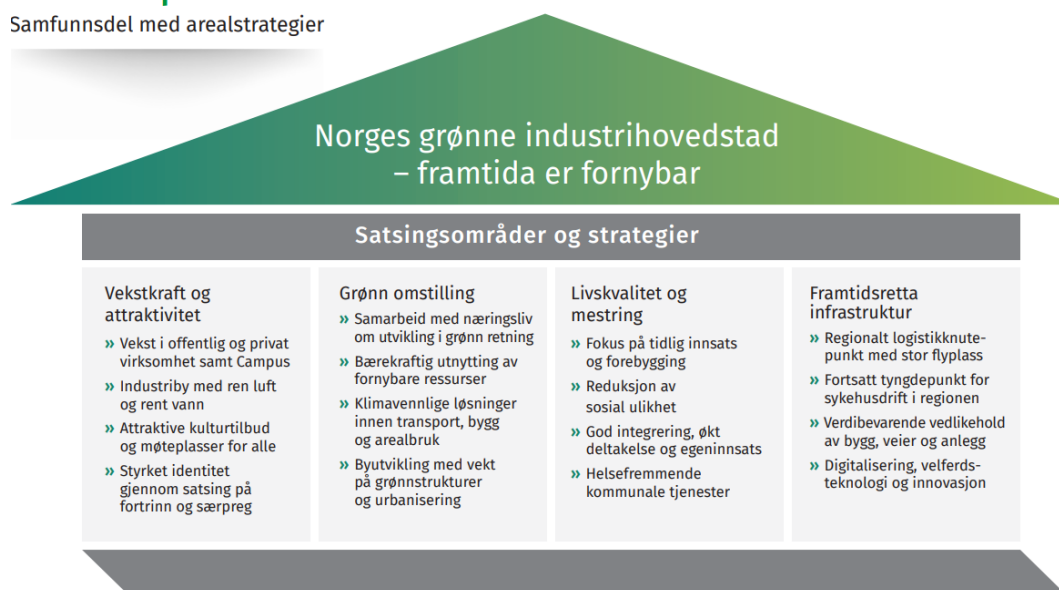 Samfunnsdel med arealstrategier
Norges grønne industrihovedstad
– framtida er fornybar
Satsingsområder og strategier
Vekstkraft og
attraktivitet
» Vekst i offentlig og privat
virksomhet samt Campus
» Industriby med ren luft
og rent vann
» Attraktive kulturtilbud
og møteplasser for alle
» Styrket identitet
gjennom satsing på
fortrinn og særpreg
Grønn omstilling
» Samarbeid med næringsliv
om utvikling i grønn retning
» Bærekraftig utnytting av
fornybare ressurser
» Klimavennlige løsninger
innen transport, bygg
og arealbruk
» Byutvikling med vekt
på grønnstrukturer
og urbanisering
Livskvalitet og
mestring
» Fokus på tidlig innsats
og forebygging
» Reduksjon av
sosial ulikhet
» God integrering, økt
deltakelse og egeninnsats
» Helsefremmende
kommunale tjenester
Framtidsretta
infrastruktur
» Regionalt logistikknute-
punkt med stor flyplass
» Fortsatt tyngdepunkt for
sykehusdrift i regionen
» Verdibevarende vedlikehold
av bygg, veier og anlegg
» Digitalisering, velferds-
teknologi og innovasjon